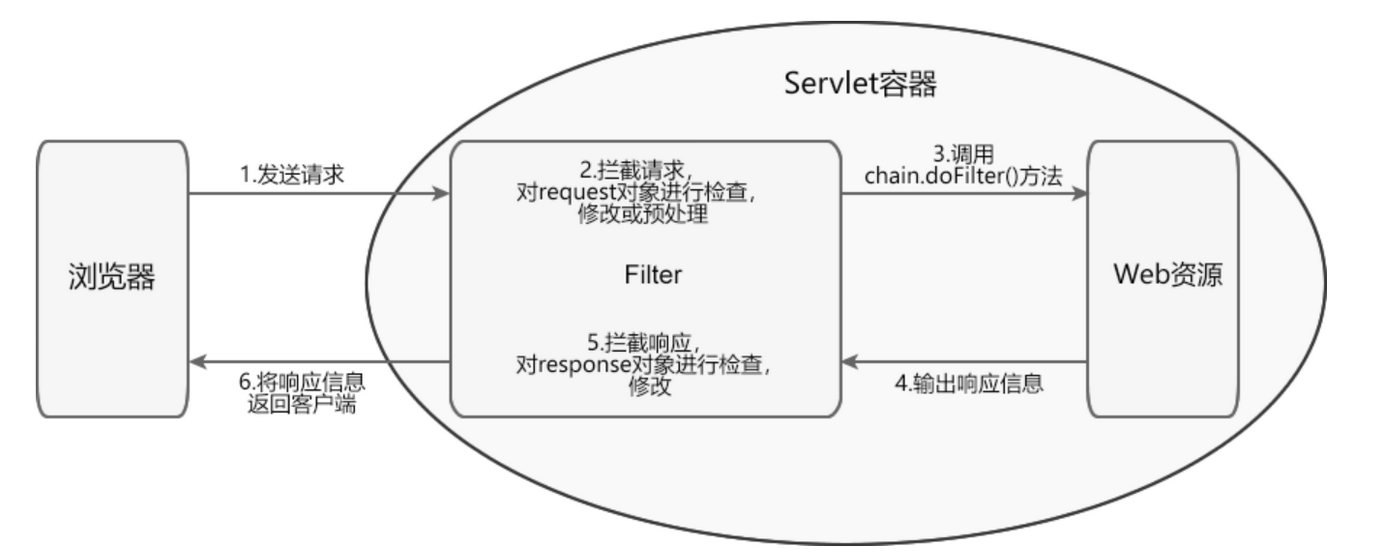 Servlet容器
浏览器
1.发送请求
2.拦截请求，
对request对象进行检查，
修改或预处理
Filter
3.调用
chain.doFilter()方法
Web资源
4.输出响应信息
5.拦截响应，
对response对象进行检查，
修改
6.将响应信息
返回客户端